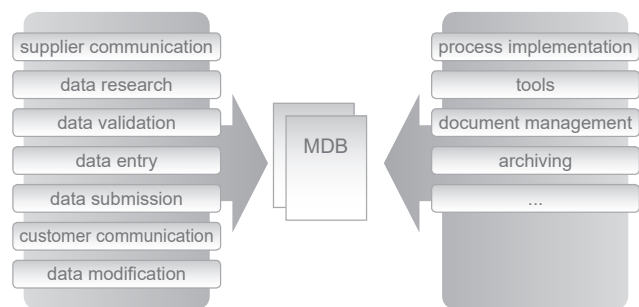 supplier communication
data research
data validation
data entry
data submission
customer communication
data modification
MDB
process implementation
tools
document management
archiving
...